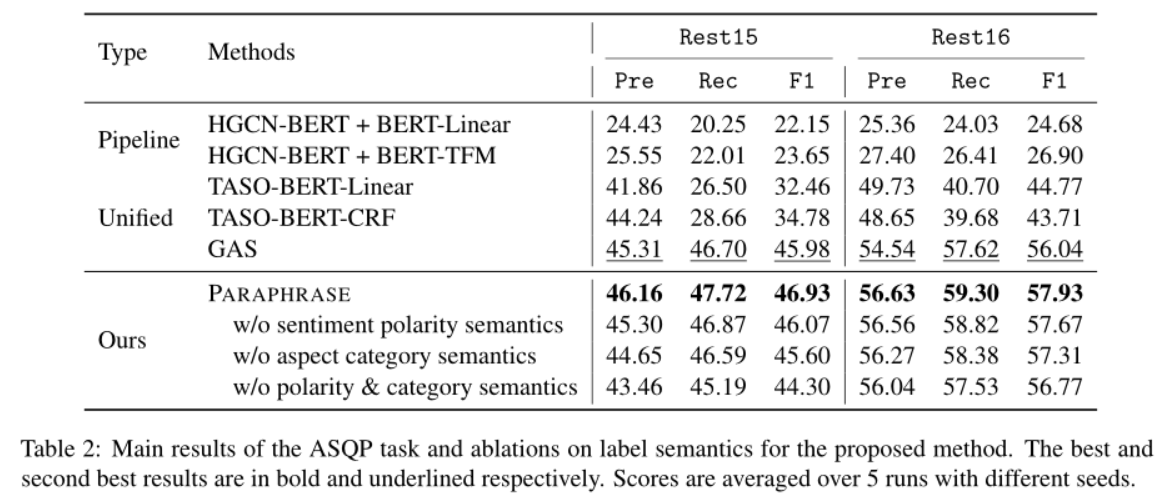 Type Methods Rest15 Rest16
Pre Rec F1 Pre Rec F1
Pipeline
HGCN-BERT + BERT-Linear 24.43 20.25 22.15 25.36 24.03 24.68
HGCN-BERT + BERT-TFM 25.55 22.01 23.65 27.40 26.41 26.90
TASO-BERT-Linear 41.86 26.50 32.46 49.73 40.70 44.77
Unified TASO-BERT-CRF 44.24 28.66 34.78 48.65 39.68 43.71
GAS 45.31 46.70 45.98 54.54 57.62 56.04
PARAPHRASE 46.16 47.72 46.93 56.63 59.30 57.93
Ours
w/o sentiment polarity semantics 45.30 46.87 46.07 56.56 58.82 57.67
w/o aspect category semantics 44.65 46.59 45.60 56.27 58.38 57.31
w/o polarity & category semantics 43.46 45.19 44.30 56.04 57.53 56.77
Table 2: Main results of the ASQP task and ablations on label semantics for the proposed method. The best and
second best results are in bold and underlined respectively. Scores are averaged over 5 runs with different seeds.